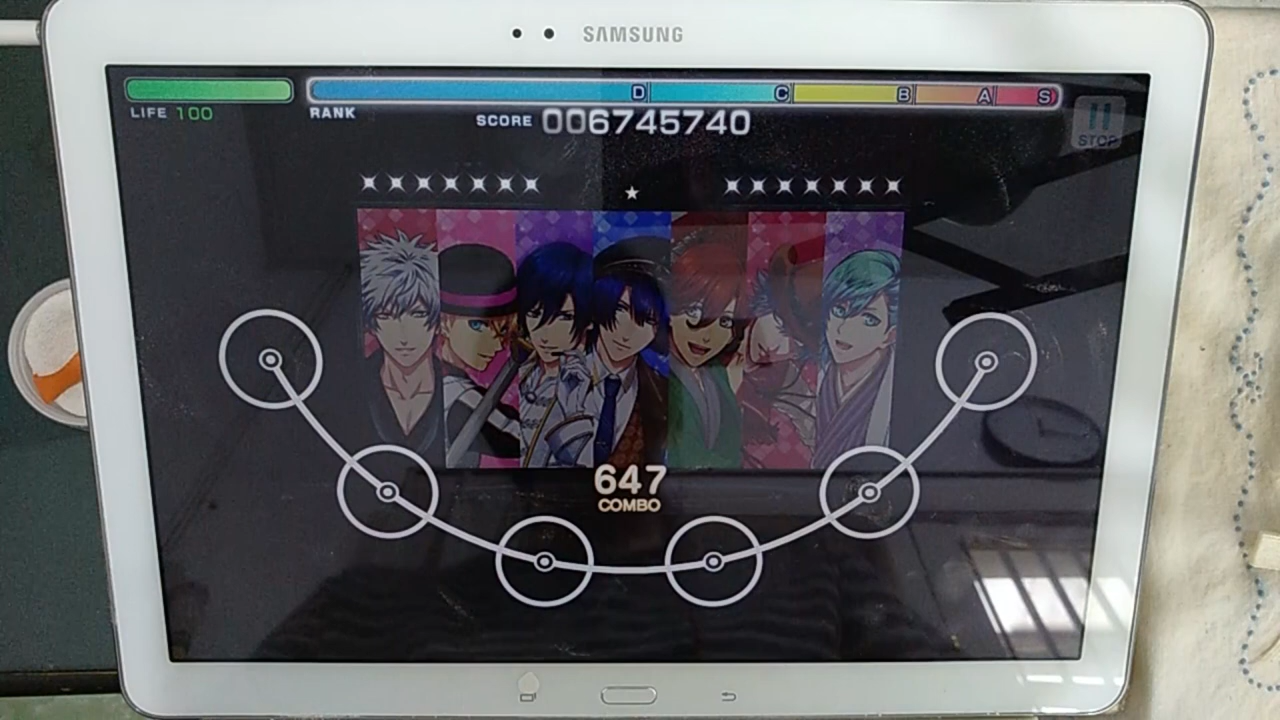 SAMSUNG
D C B A S
LIFE 100
RANK
SCORE 006745740
STOP
647
COMBO